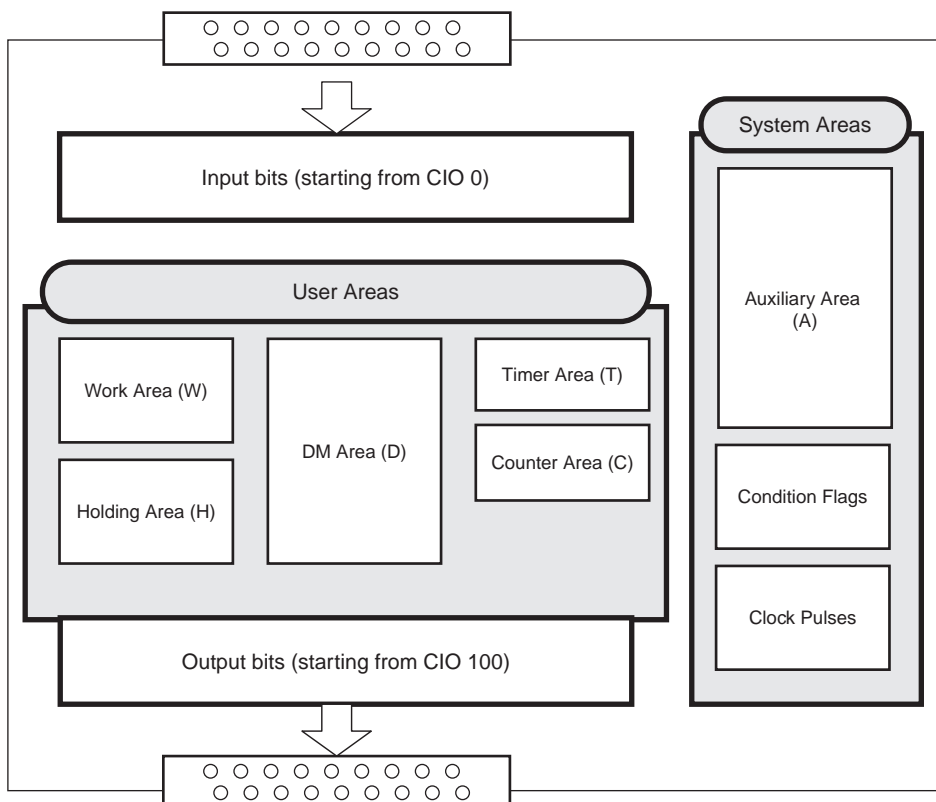 Input bits (starting from CIO 0)
User Areas
Work Area (W)
Holding Area (H)
DM Area (D)
Timer Area (T)
Counter Area (C)
Output bits (starting from CIO 100)
System Areas
Auxiliary Area
(A)
Condition Flags
Clock Pulses